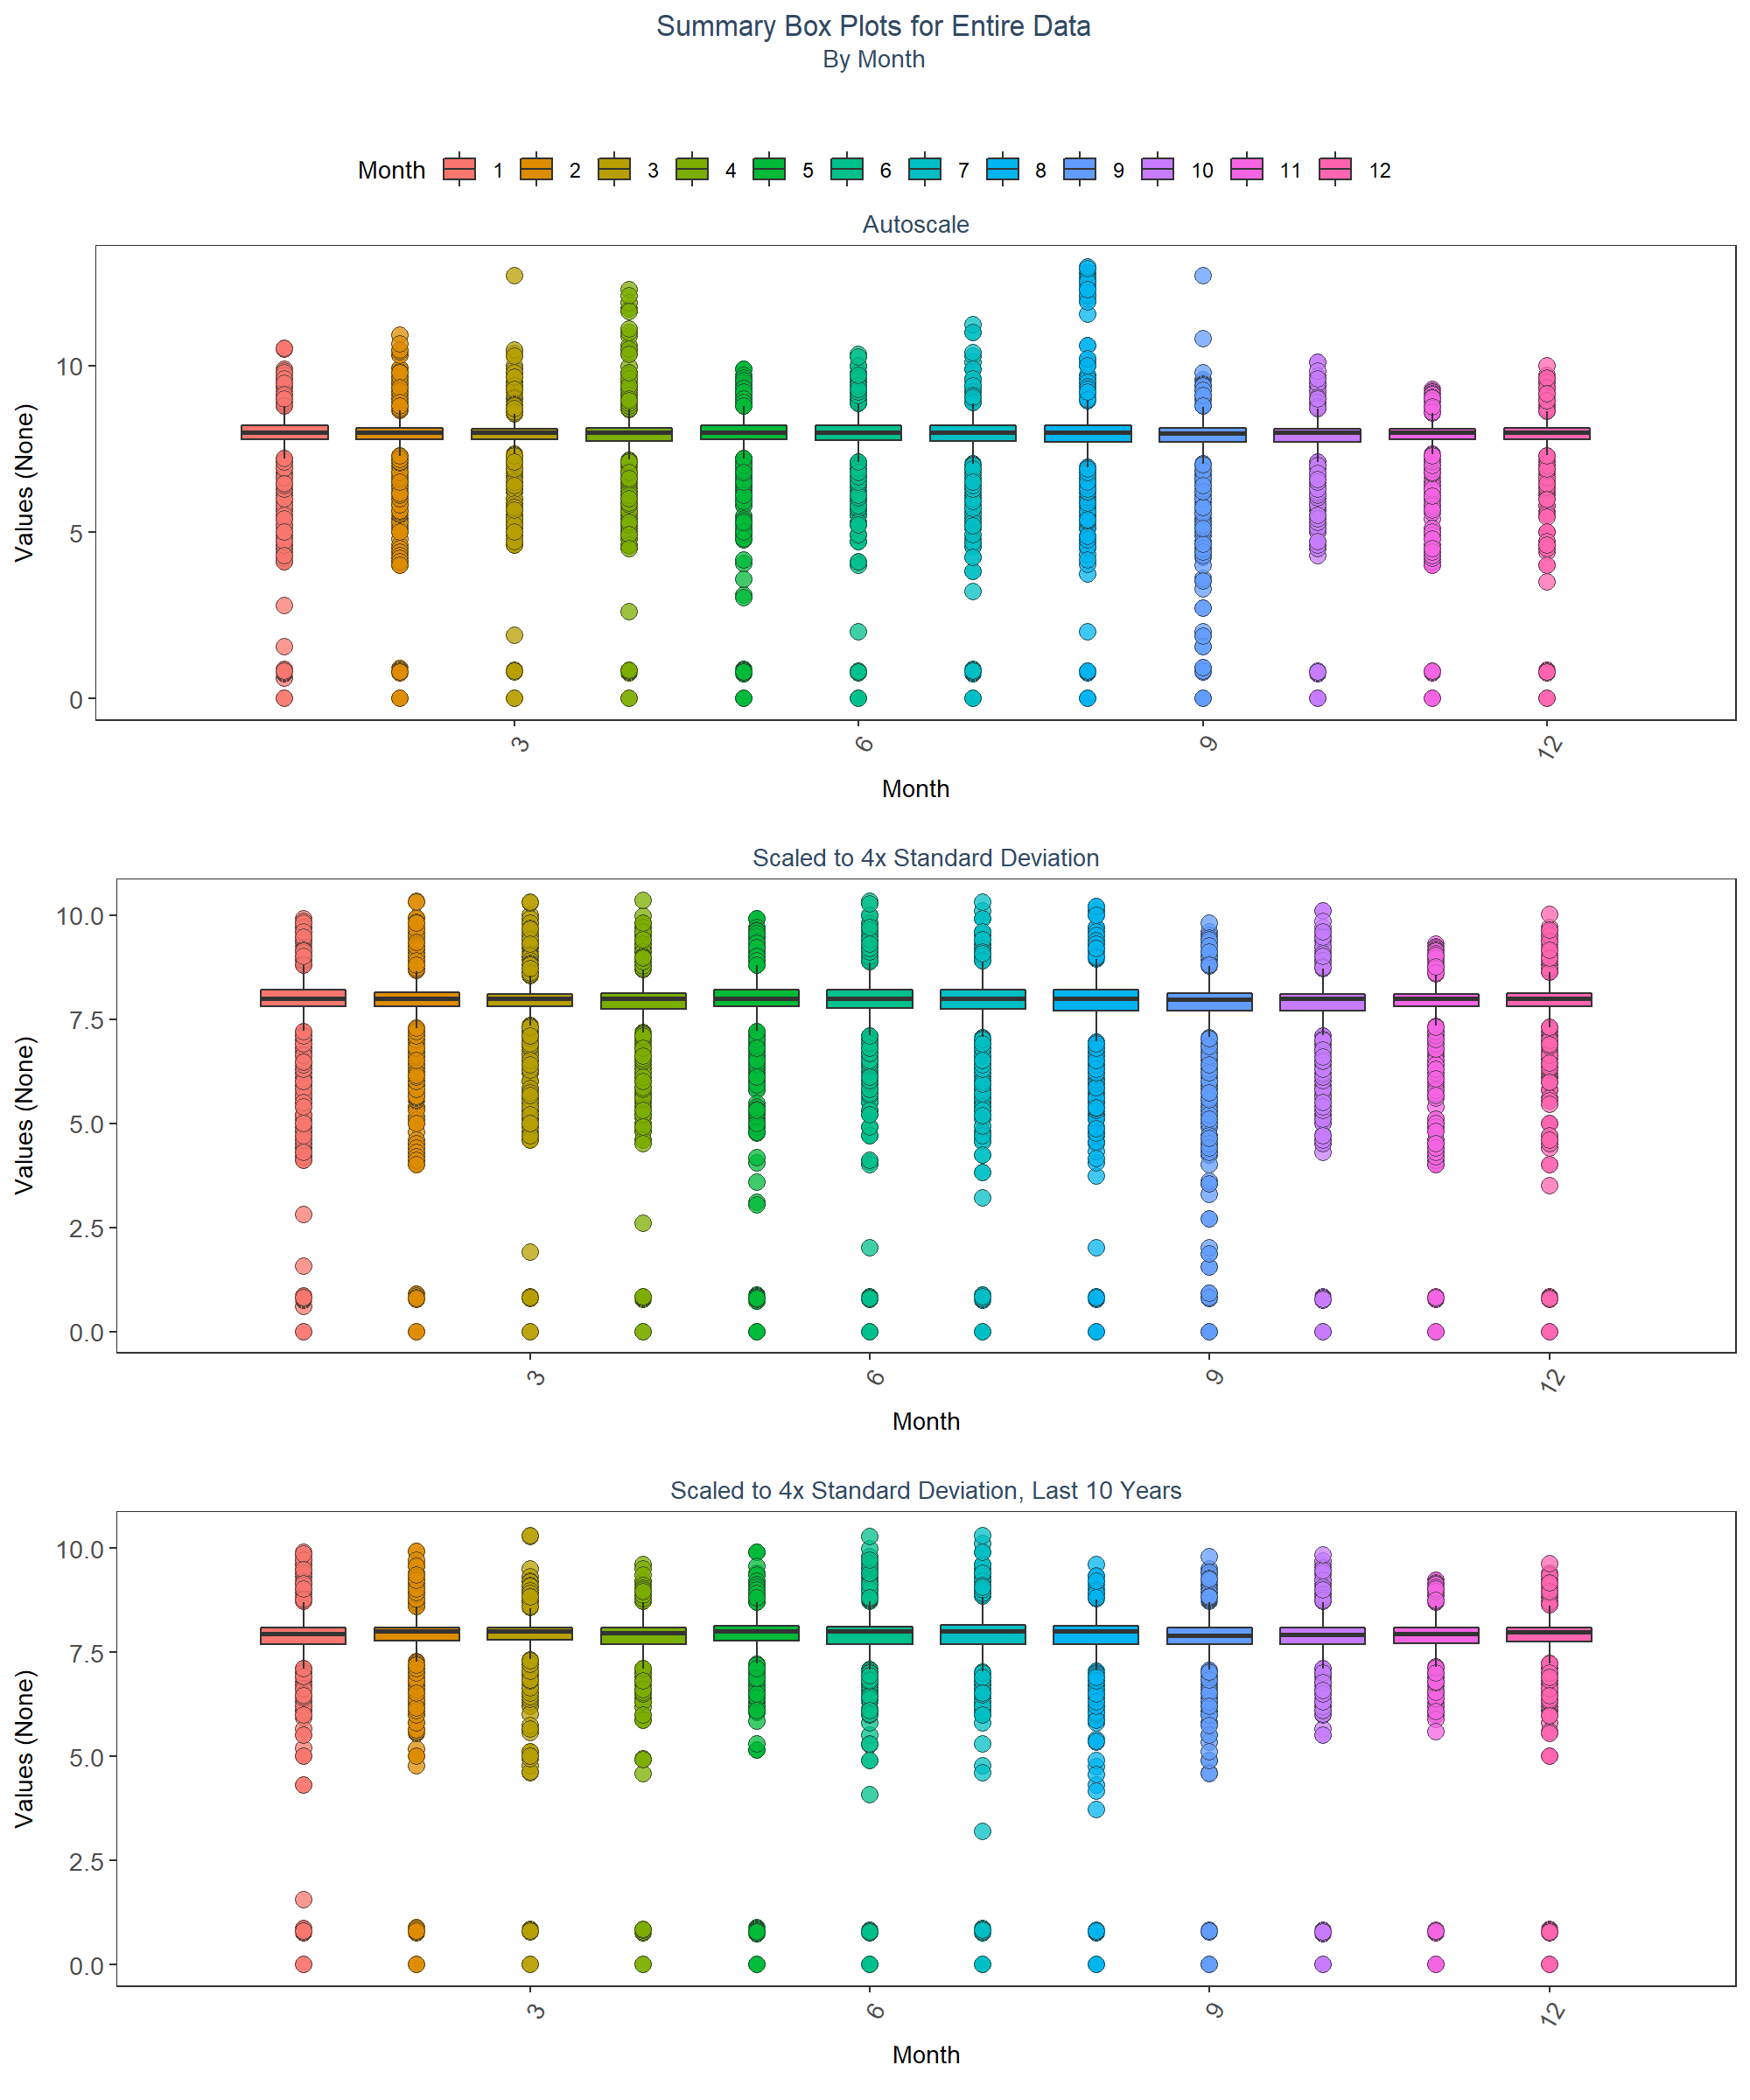 Summary Box Plots for Entire Data
By Month
Month 1 2 3 4 5 6 7 8 9 10 11 12
Autoscale
Values (None)
10
5
0
3 6 9 12
Month
Scaled to 4x Standard Deviation
Values (None)
10.0
7.5
5.0
2.5
0.0
3 6 9 12
Month
Scaled to 4x Standard Deviation, Last 10 Years
Values (None)
10.0
7.5
5.0
2.5
0.0
3 6 9 12
Month